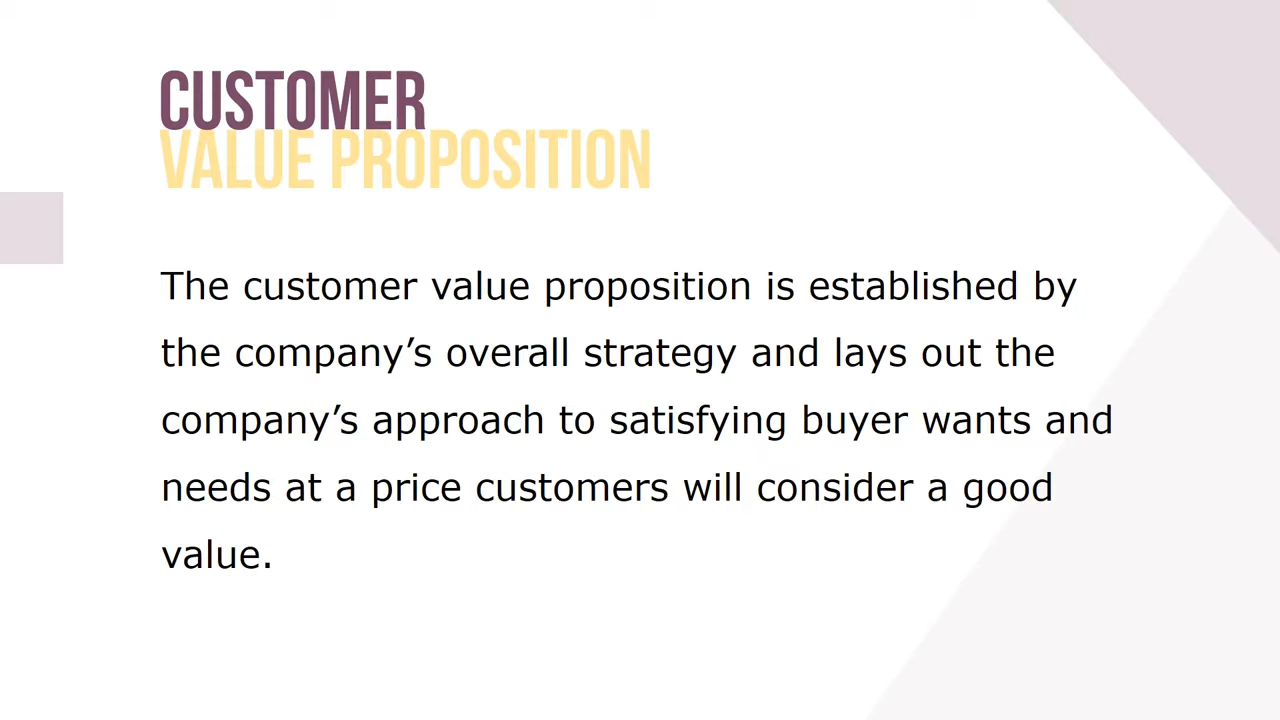 CUSTOMER
VALUE PROPOSITION
The customer value proposition is established by
the company’s overall strategy and lays out the
company’s approach to satisfying buyer wants and
needs at a price customers will consider a good
value.